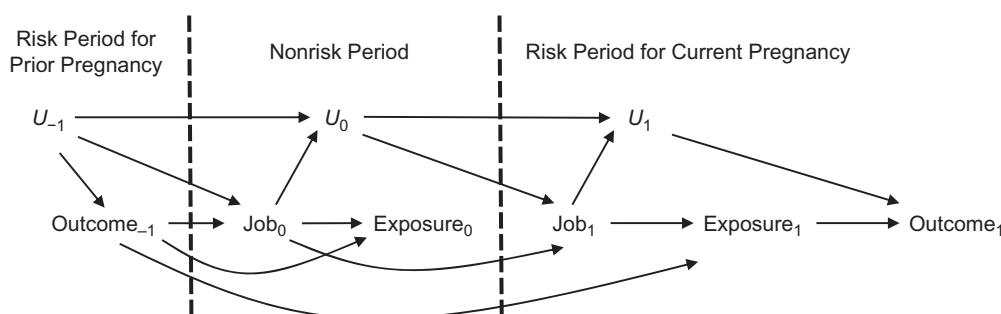 Risk Period for
Prior Pregnancy
Nonrisk Period
Risk Period for Current Pregnancy
U₋₁
U₀
U₁
Outcome₋₁
Job₀
Exposure₀
Job₁
Exposure₁
Outcome₁